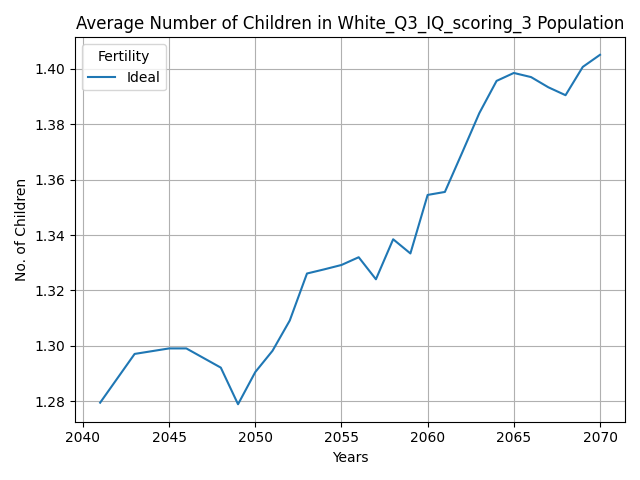 Average Number of Children in White_Q3_IQ_scoring_3 Population
Fertility
Ideal
1.40
1.38
1.36
1.34
1.32
1.30
1.28
No. of Children
2040 2045 2050 2055 2060 2065 2070
Years